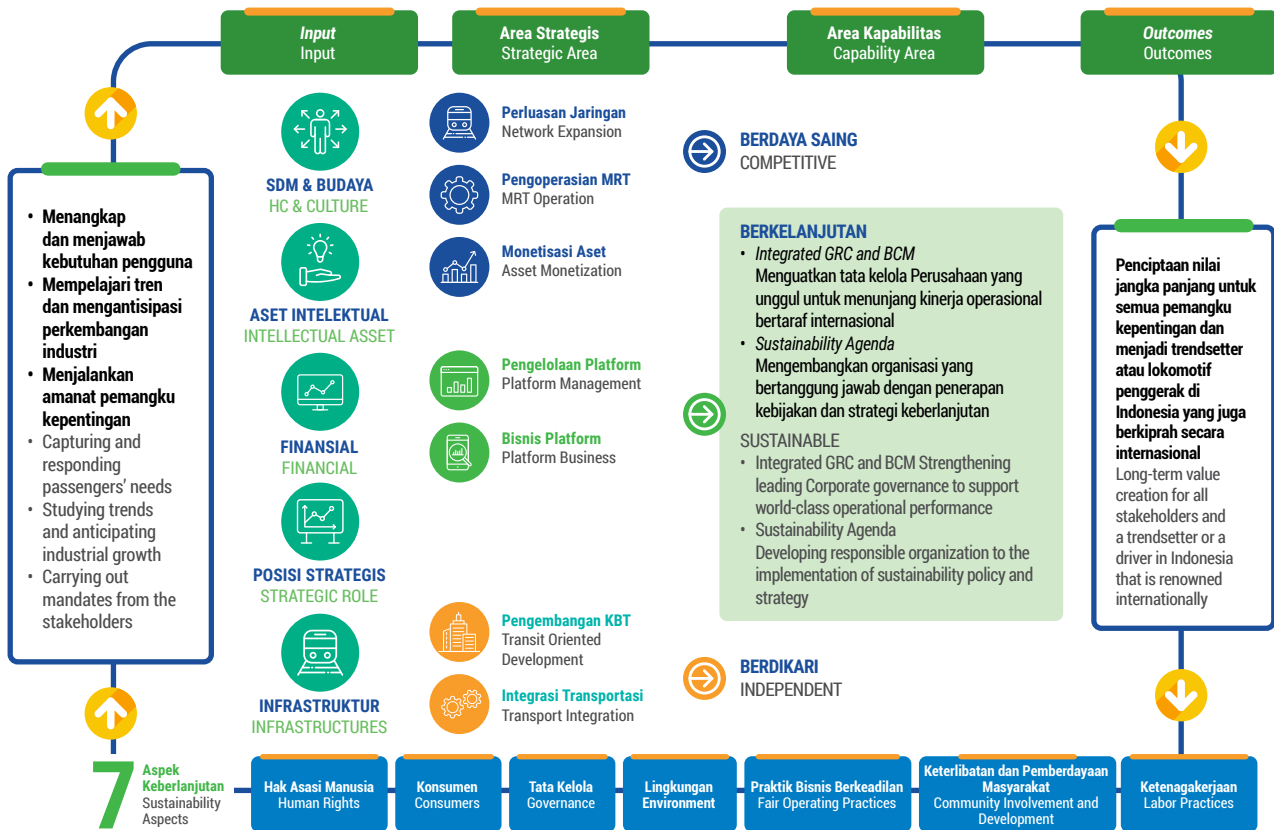 Input
Input
Area Strategis
Strategic Area
Area Kapabilitas
Capability Area
Outcomes
Outcomes
• Menangkap
dan menjawab
kebutuhan pengguna
• Mempelajari tren
dan mengantisipasi
perkembangan
industri
• Menjalankan
amanat pemangku
kepentingan
• Capturing and
responding
passengers' needs
• Studying trends
and anticipating
industrial growth
• Carrying out
mandates from the
stakeholders
SDM & BUDAYA
HC & CULTURE
ASET INTELEKTUAL
INTELLECTUAL ASSET
FINANSIAL
FINANCIAL
POSISI STRATEGIS
STRATEGIC ROLE
INFRASTRUKTUR
INFRASTRUCTURES
Perluasan Jaringan
Network Expansion
Pengoperasian MRT
MRT Operation
Monetisasi Aset
Asset Monetization
Pengelolaan Platform
Platform Management
Bisnis Platform
Platform Business
Pengembangan KBT
Transit Oriented
Development
Integrasi Transportasi
Transport Integration
BERDAYA SAING
COMPETITIVE
BERKELANJUTAN
• Integrated GRC and BCM
Menguatkan tata kelola Perusahaan yang
unggul untuk menunjang kinerja operasional
bertaraf internasional
• Sustainability Agenda
Mengembangkan organisasi yang
bertanggung jawab dengan penerapan
kebijakan dan strategi keberlanjutan
SUSTAINABLE
• Integrated GRC and BCM Strengthening
leading Corporate governance to support
world-class operational performance
• Sustainability Agenda
Developing responsible organization to the
implementation of sustainability policy and
strategy
BERDIKARI
INDEPENDENT
Penciptaan nilai
jangka panjang untuk
semua pemangku
kepentingan dan
menjadi trendsetter
atau lokomotif
penggerak di
Indonesia yang juga
berkiprah secara
internasional
Long-term value
creation for all
stakeholders and
a trendsetter or a
driver in Indonesia
that is renowned
internationally
7
Aspek
Keberlanjutan
Sustainability
Aspects
Hak Asasi Manusia
Human Rights
Konsumen
Consumers
Tata Kelola
Governance
Lingkungan
Environment
Praktik Bisnis Berkeadilan
Fair Operating Practices
Keterlibatan dan Pemberdayaan
Masyarakat
Community Involvement and
Development
Ketenagakerjaan
Labor Practices